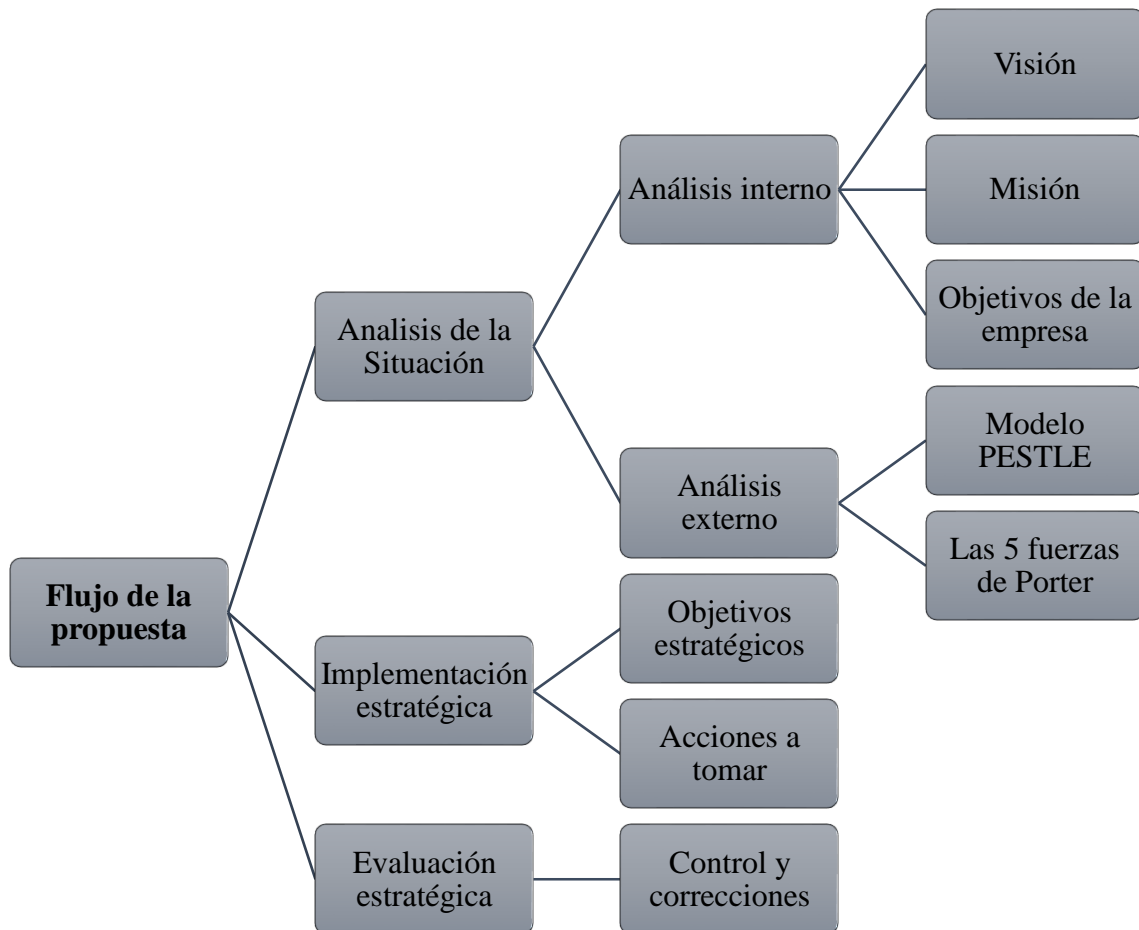 Flujo de la
propuesta
Analisis de la
Situación
Análisis interno
Visión
Misión
Objetivos de la
empresa
Análisis
externo
Modelo
PESTLE
Las 5 fuerzas
de Porter
Implementación
estratégica
Objetivos
estratégicos
Acciones a
tomar
Evaluación
estratégica
Control y
correcciones